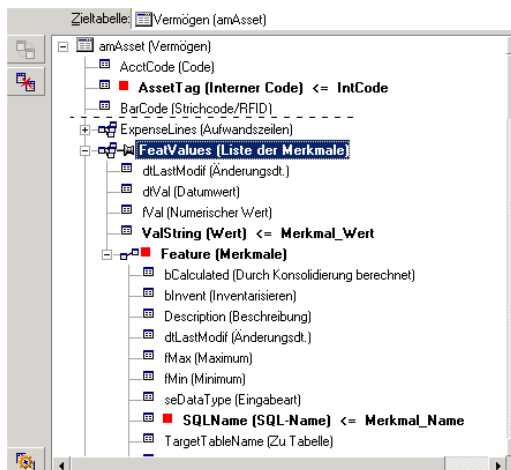 Zieltabelle: Vermögen (amAsset)
amAsset (Vermögen)
AcctCode (Code)
AssetTag (Interner Code) <= IntCode
BarCode (Strichcode/RFID)
ExpenseLines (Aufwandszeilen)
FeatValues (Liste der Merkmale)
dtLastModif (Änderungsdt.)
dtVal (Datumwert)
fVal (Numerischer Wert)
ValString (Wert) <= Merkmal_Wert
Feature (Merkmale)
bCalculated (Durch Konsolidierung berechnet)
bInvent (Inventarisieren)
Description (Beschreibung)
dtLastModif (Änderungsdt.)
fMax (Maximum)
fMin (Minimum)
seDataType (Eingabeart)
SQLName (SQL-Name) <= Merkmal_Name
TargetTableName (Zu Tabelle)